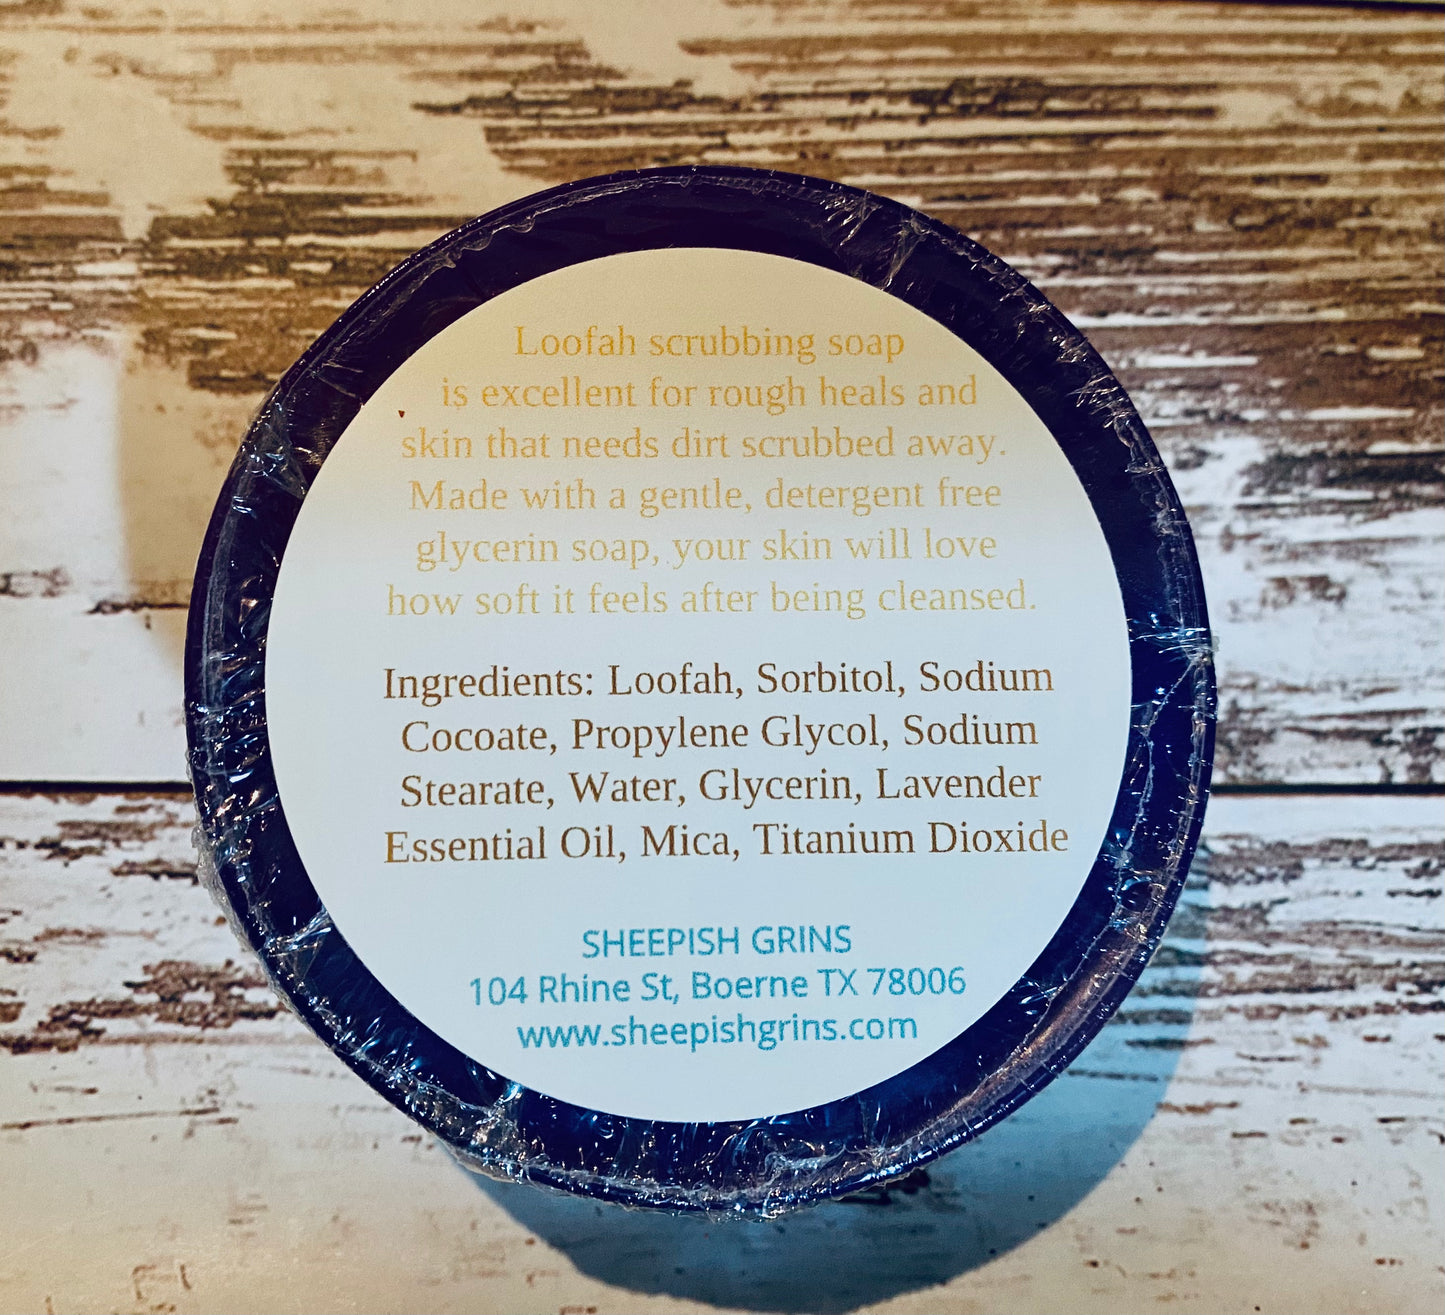 Loofah scrubbing soap
is excellent for rough heals and
skin that needs dirt scrubbed away.
Made with a gentle, detergent free
glycerin soap, your skin will love
how soft it feels after being cleansed.
Ingredients: Loofah, Sorbitol, Sodium
Cocoate, Propylene Glycol, Sodium
Stearate, Water, Glycerin, Lavender
Essential Oil, Mica, Titanium Dioxide
SHEEPISH GRINS
104 Rhine St, Boerne TX 78006
www.sheepishgrins.com